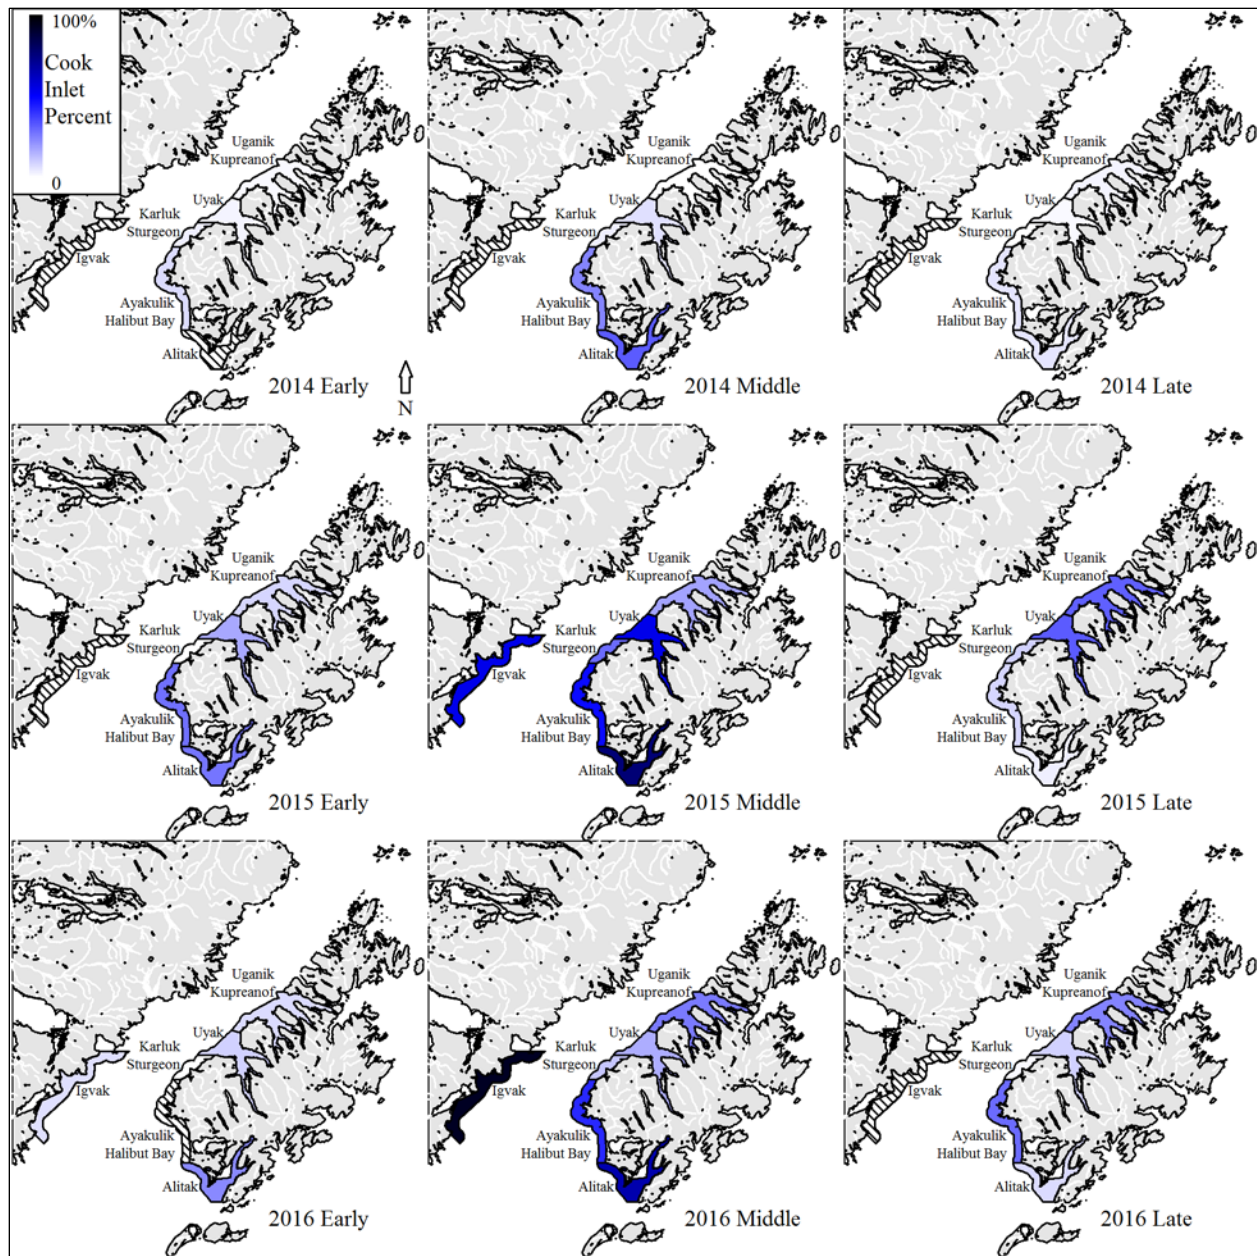 100%
Cook
Inlet
Percent
0
Uganik
Kupreanof
Uyak
Karluk
Sturgeon
Igvak
Ayakulik
Halibut Bay
Alitak
2014 Early
N
Uganik
Kupreanof
Uyak
Karluk
Sturgeon
Igvak
Ayakulik
Halibut Bay
Alitak
2014 Middle
Uganik
Kupreanof
Uyak
Karluk
Sturgeon
Igvak
Ayakulik
Halibut Bay
Alitak
2014 Late
Uganik
Kupreanof
Uyak
Karluk
Sturgeon
Igvak
Ayakulik
Halibut Bay
Alitak
2015 Early
Uganik
Kupreanof
Uyak
Karluk
Sturgeon
Igvak
Ayakulik
Halibut Bay
Alitak
2015 Middle
Uganik
Kupreanof
Uyak
Karluk
Sturgeon
Igvak
Ayakulik
Halibut Bay
Alitak
2015 Late
Uganik
Kupreanof
Uyak
Karluk
Sturgeon
Igvak
Ayakulik
Halibut Bay
Alitak
2016 Early
Uganik
Kupreanof
Uyak
Karluk
Sturgeon
Igvak
Ayakulik
Halibut Bay
Alitak
2016 Middle
Uganik
Kupreanof
Uyak
Karluk
Sturgeon
Igvak
Ayakulik
Halibut Bay
Alitak
2016 Late